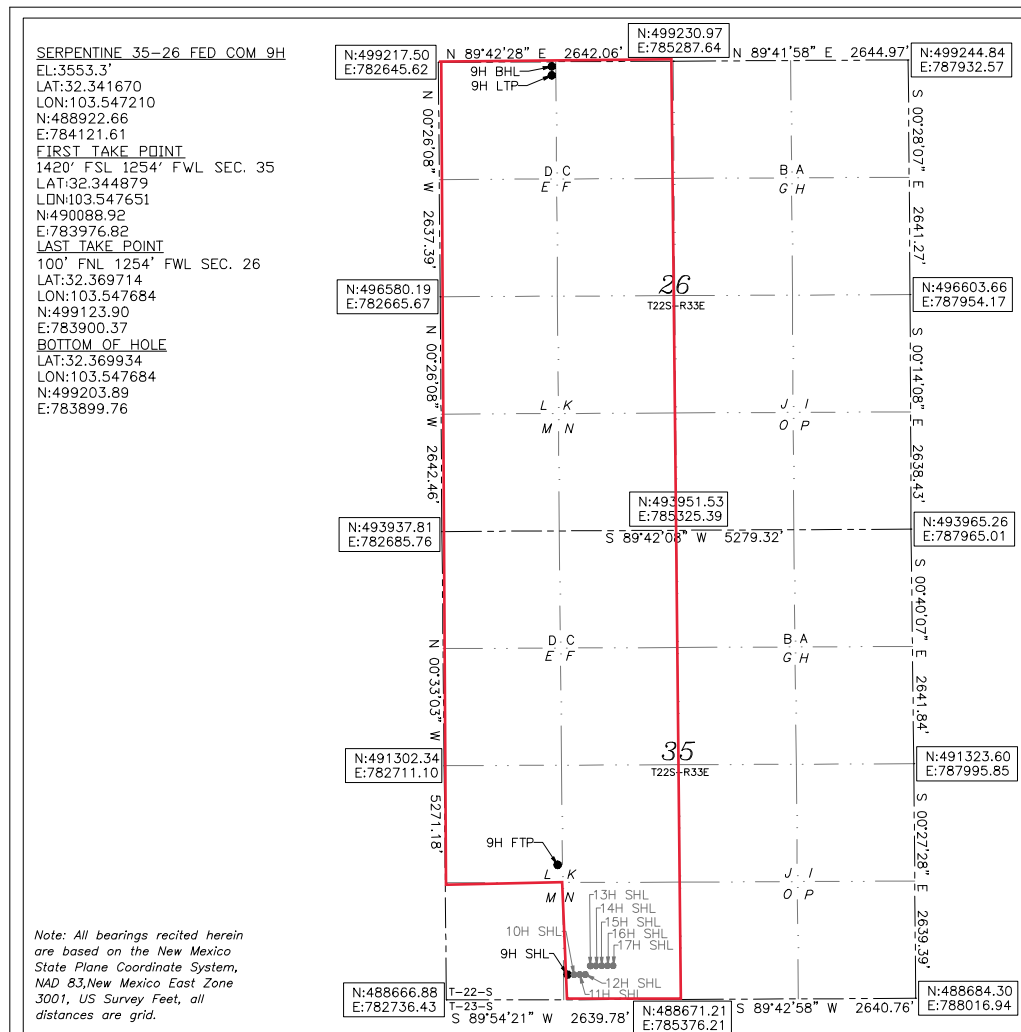 SERPENTINE 35-26 FED COM 9H
EL:3553.3'
LAT:32.341670
LON:103.547210
N:488922.66
E:784121.61
FIRST TAKE POINT
1420' FSL 1254' FWL SEC. 35
LAT:32.344879
LON:103.547651
N:490088.92
E:783976.82
LAST TAKE POINT
100' FNL 1254' FWL SEC. 26
LAT:32.369714
LON:103.547684
N:499123.90
E:783900.37
BOTTOM OF HOLE
LAT:32.369934
LON:103.547684
N:499203.89
E:783899.76
N:499217.50
E:782645.62
N 89°42'28" E 2642.06'
N:499230.97
E:785287.64
N 89°41'58" E 2644.97'
N:499244.84
E:787932.57
9H BHL
9H LTP
N 00°26'08" W 2637.39'
S 00°28'07" E 2641.27'
D C
E F
B A
G H
N:496580.19
E:782665.67
26
T22S-R33E
N:496603.66
E:787954.17
N 00°26'08" W 2642.46'
S 00°14'08" E 2638.43'
L K
M N
J I
O P
N:493937.81
E:782685.76
N:493951.53
E:785325.39
S 89°42'08" W 5279.32'
N:493965.26
E:787965.01
N 00°33'03" W 5271.18'
S 00°40'07" E 2641.84'
D C
E F
B A
G H
N:491302.34
E:782711.10
35
T22S-R33E
N:491323.60
E:787995.85
S 00°27'28" E 2639.39'
9H FTP
L K
M N
J I
O P
13H SHL
14H SHL
15H SHL
16H SHL
17H SHL
10H SHL
9H SHL
12H SHL
11H SHL
N:488666.88
E:782736.43
T-22-S
T-23-S
S 89°54'21" W 2639.78'
N:488671.21
E:785376.21
S 89°42'58" W 2640.76'
N:488684.30
E:788016.94
Note: All bearings recited herein
are based on the New Mexico
State Plane Coordinate System,
NAD 83,New Mexico East Zone
3001, US Survey Feet, all
distances are grid.